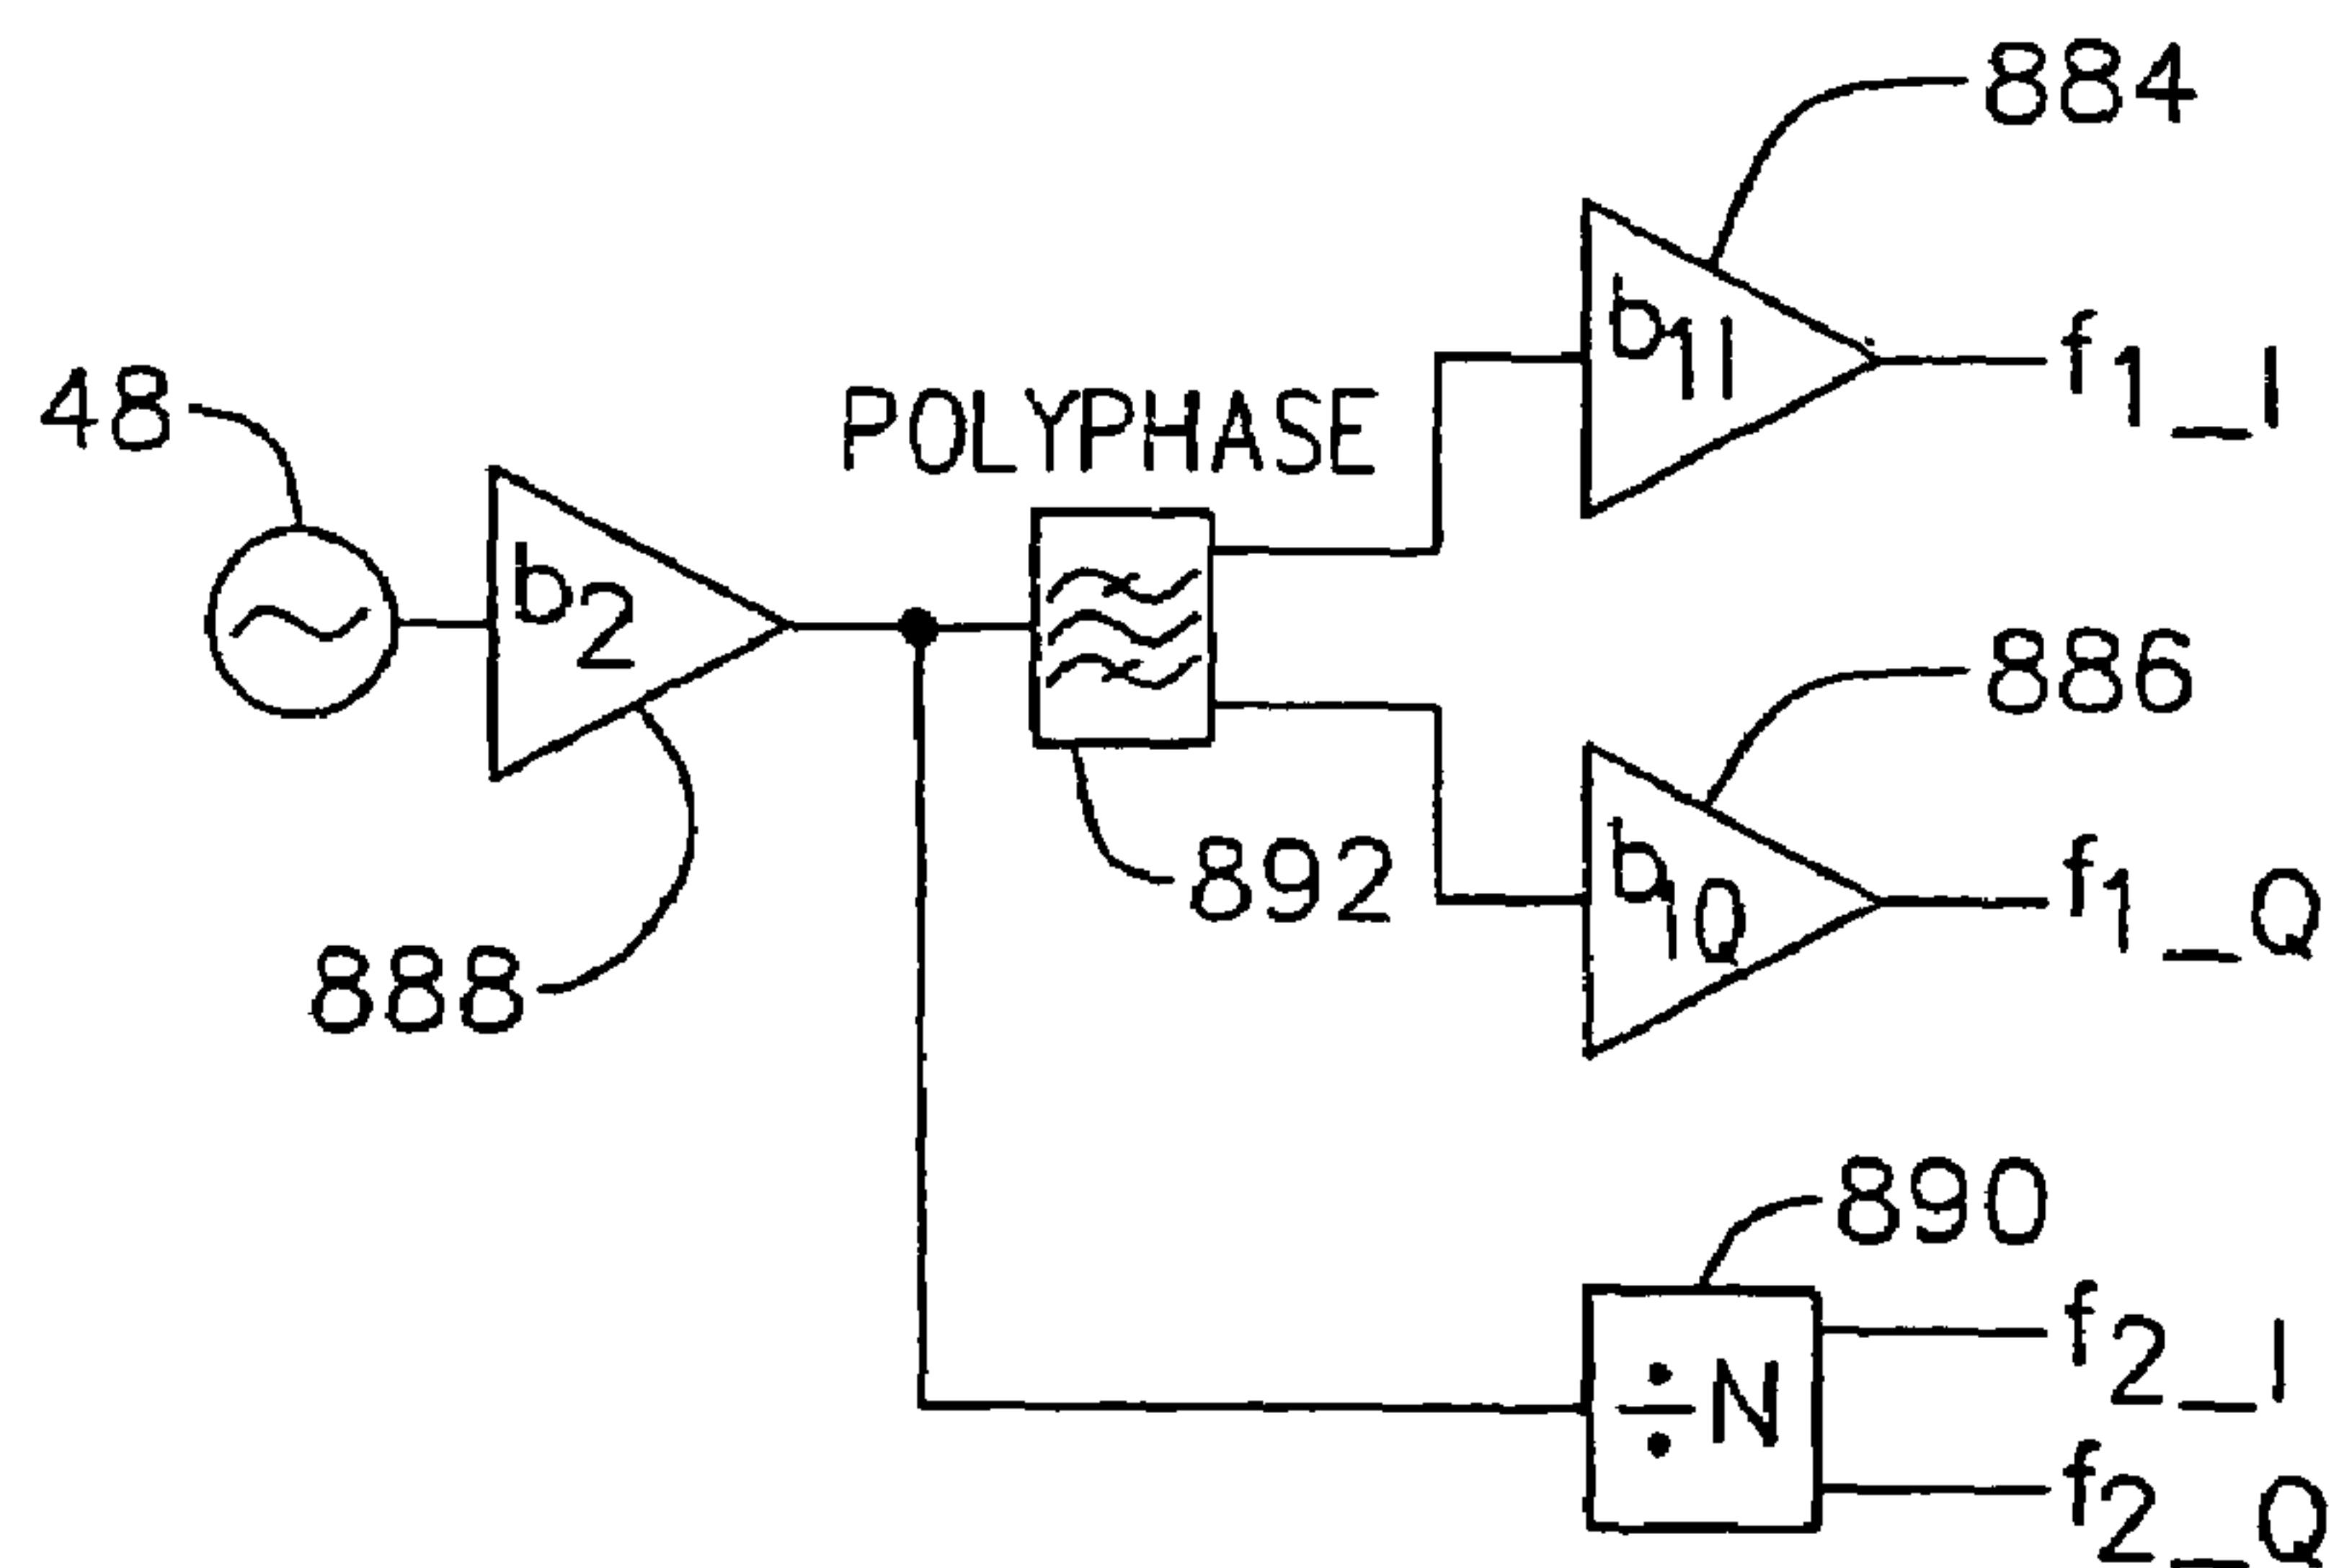 884
b1I
f1_I
48
POLYPHASE
b2
886
b1Q
f1_Q
892
888
890
÷N
f2_I
f2_Q